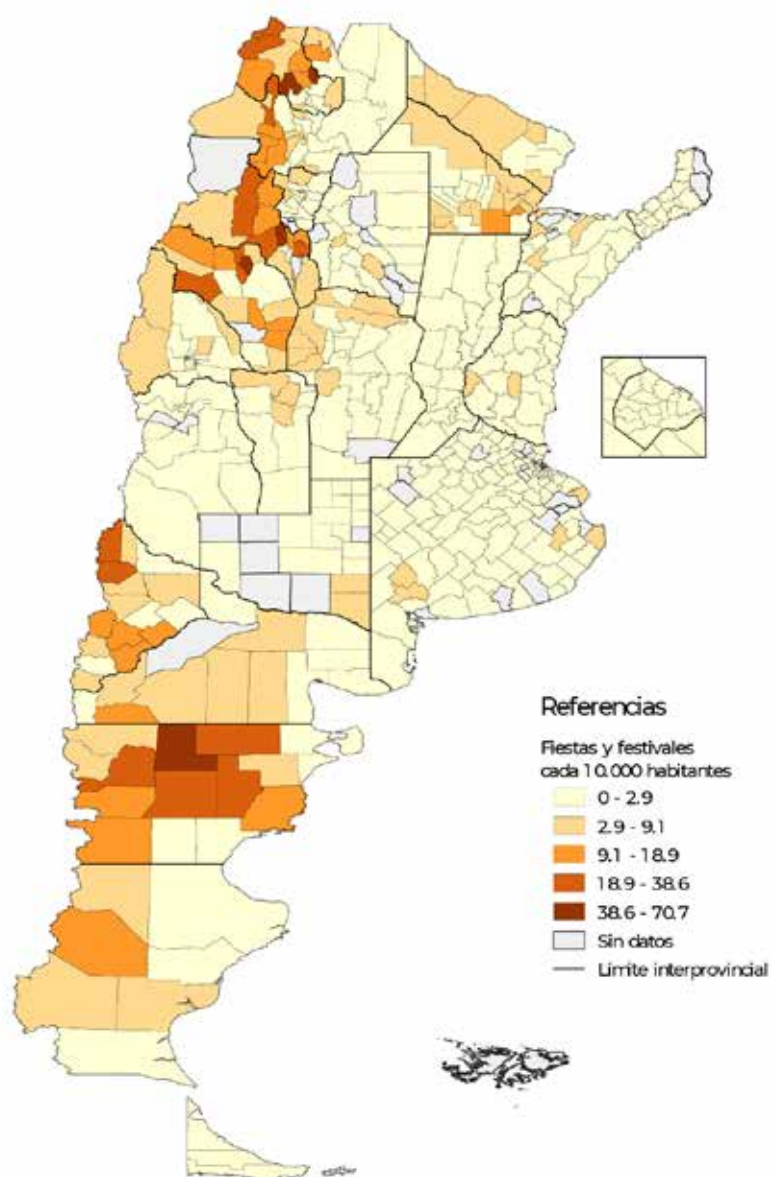 Referencias
Fiestas y festivales
cada 10.000 habitantes
0 - 2.9
2.9 - 9.1
9.1 - 18.9
18.9 - 38.6
38.6 - 70.7
Sin datos
Limite interprovincial